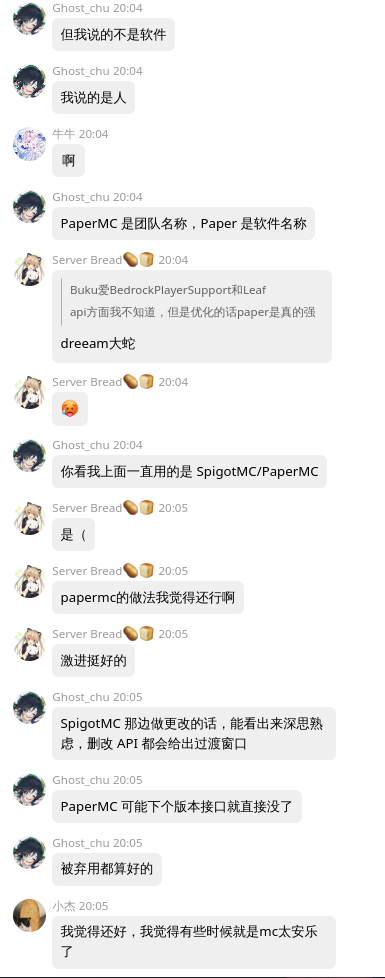 Ghost_chu 20:04
但我说的不是软件
Ghost_chu 20:04
我说的是人
牛牛 20:04
啊
Ghost_chu 20:04
PaperMC 是团队名称，Paper 是软件名称
Server Bread🥔🍞 20:04
Buku爱BedrockPlayerSupport和Leaf
api方面我不知道，但是优化的话paper是真的强
dreeam大蛇
Server Bread🥔🍞 20:04
🥵
Ghost_chu 20:04
你看我上面一直用的是 SpigotMC/PaperMC
Server Bread🥔🍞 20:05
是（
Server Bread🥔🍞 20:05
papermc的做法我觉得还行啊
Server Bread🥔🍞 20:05
激进挺好的
Ghost_chu 20:05
SpigotMC 那边做更改的话，能看出来深思熟
虑，删改 API 都会给出过渡窗口
Ghost_chu 20:05
PaperMC 可能下个版本接口就直接没了
Ghost_chu 20:05
被弃用都算好的
小杰 20:05
我觉得还好，我觉得有些时候就是mc太安乐
了